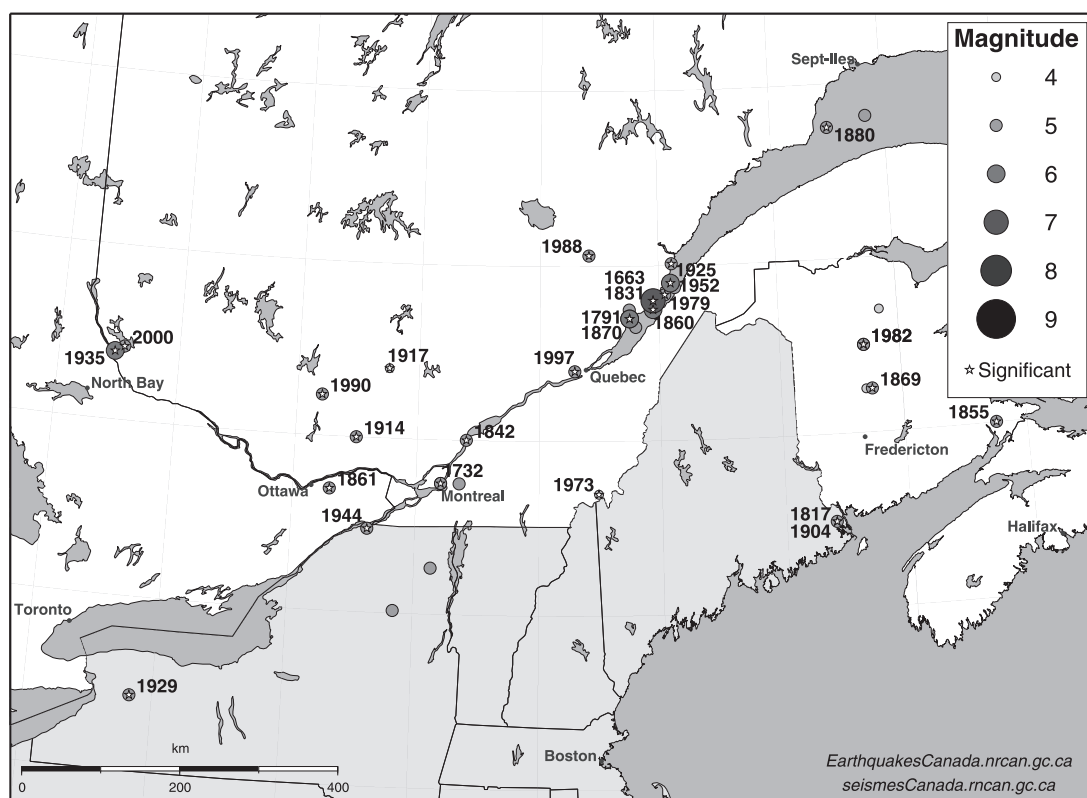 Magnitude
4
5
6
7
8
9
Significant
Sept-Iles
1880
1988
1925
1663
1952
1831
1979
1791
1860
1870
2000
1935
1982
1917
1997
North Bay
Quebec
1990
1869
1855
1914
1842
Fredericton
1732
1861
Ottawa
Montreal
1973
1944
1817
1904
Halifax
Toronto
1929
km
Boston
0 200 400
EarthquakesCanada.nrcan.gc.ca
seismesCanada.rncan.gc.ca